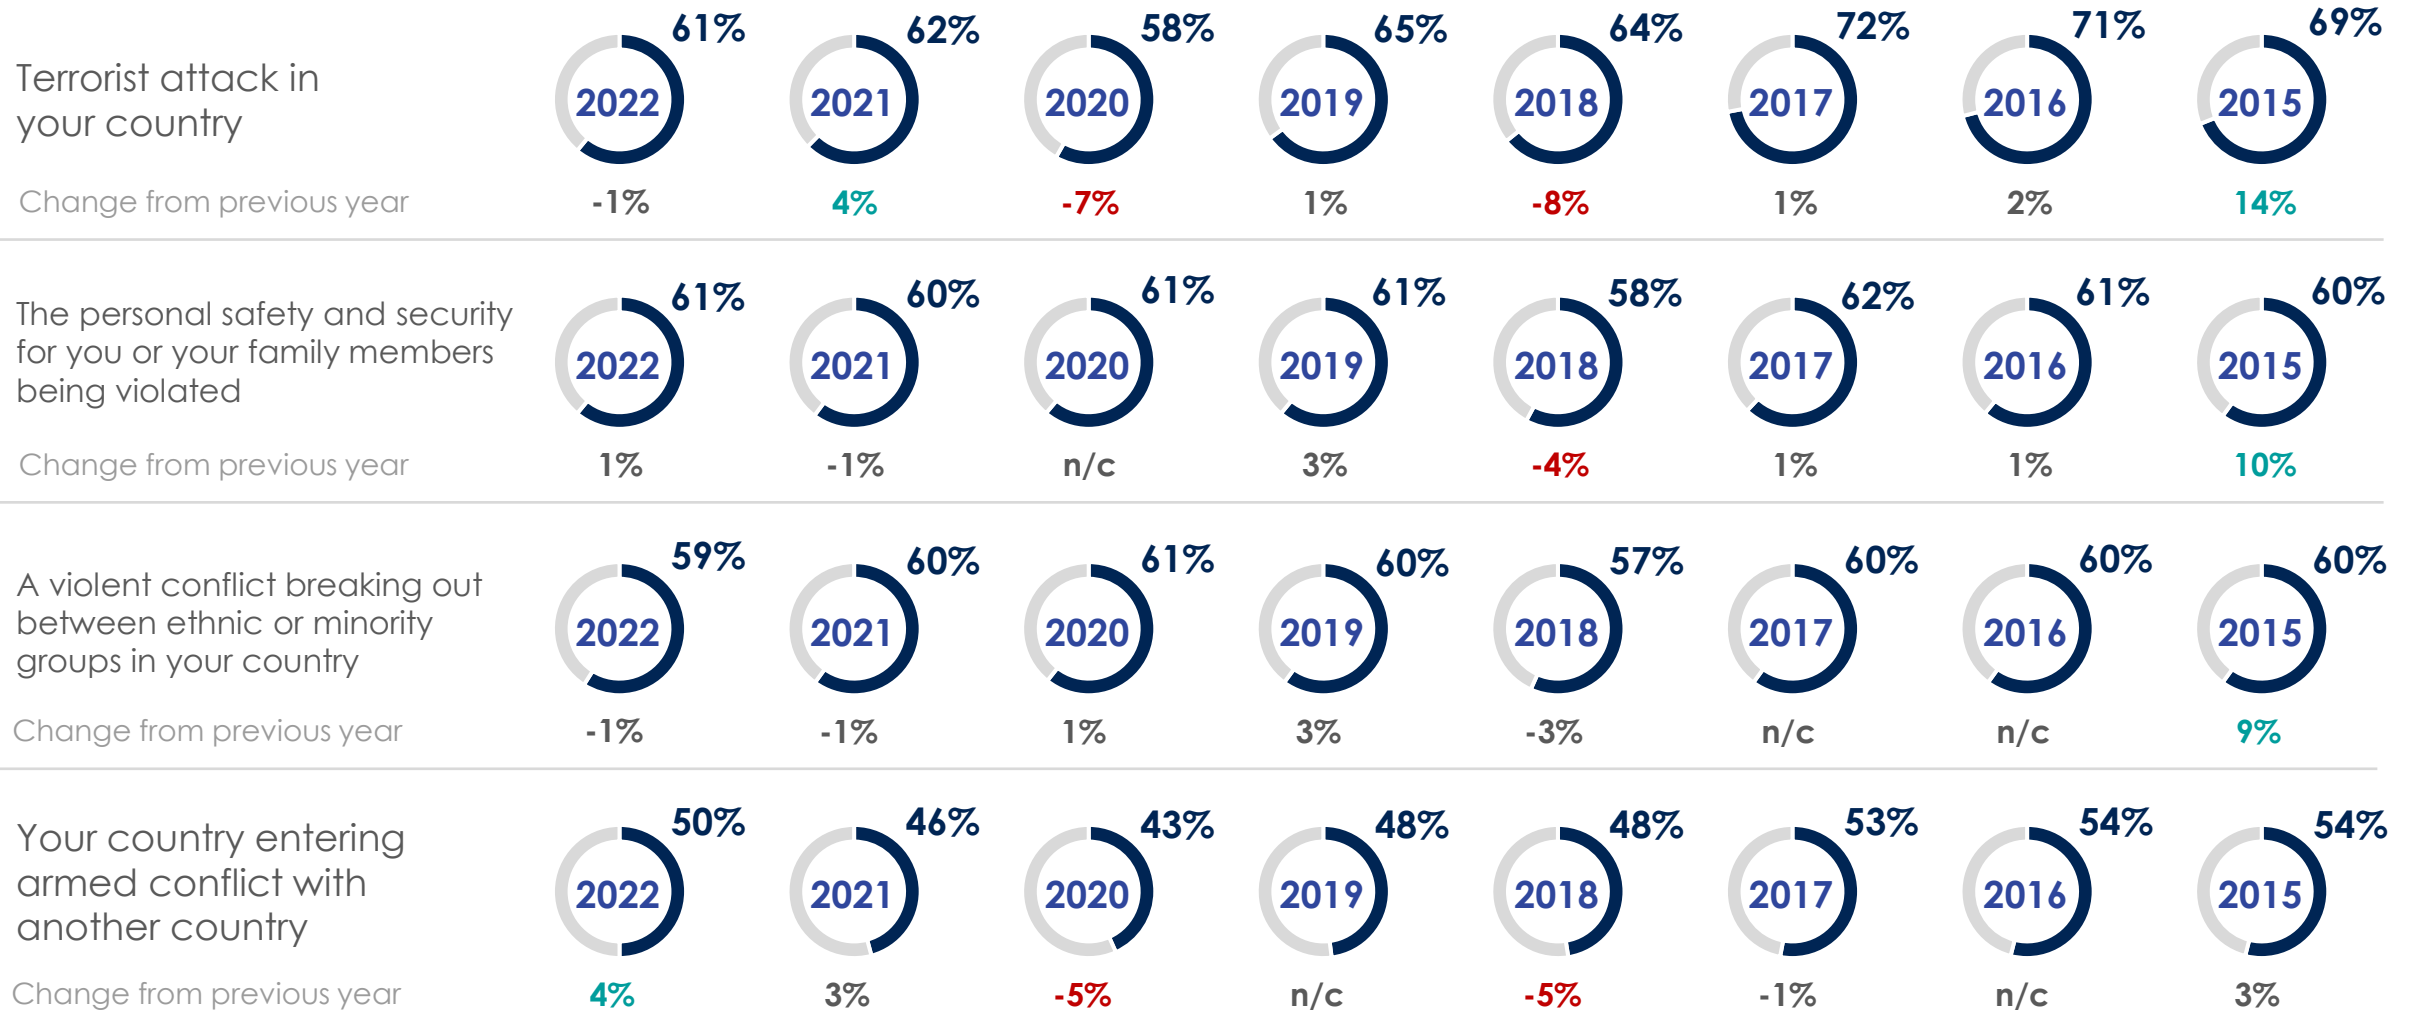 61% 62% 58% 65% 64% 72% 71% 69%
Terrorist attack in
your country
2022 2021 2020 2019 2018 2017 2016 2015
Change from previous year -1% 4% -7% 1% -8% 1% 2% 14%
61% 60% 61% 61% 58% 62% 61% 60%
The personal safety and security
for you or your family members
being violated
2022 2021 2020 2019 2018 2017 2016 2015
Change from previous year 1% -1% n/c 3% -4% 1% 1% 10%
59% 60% 61% 60% 57% 60% 60% 60%
A violent conflict breaking out
between ethnic or minority
groups in your country
2022 2021 2020 2019 2018 2017 2016 2015
Change from previous year -1% -1% 1% 3% -3% n/c n/c 9%
50% 46% 43% 48% 48% 53% 54% 54%
Your country entering
armed conflict with
another country
2022 2021 2020 2019 2018 2017 2016 2015
Change from previous year 4% 3% -5% n/c -5% -1% n/c 3%